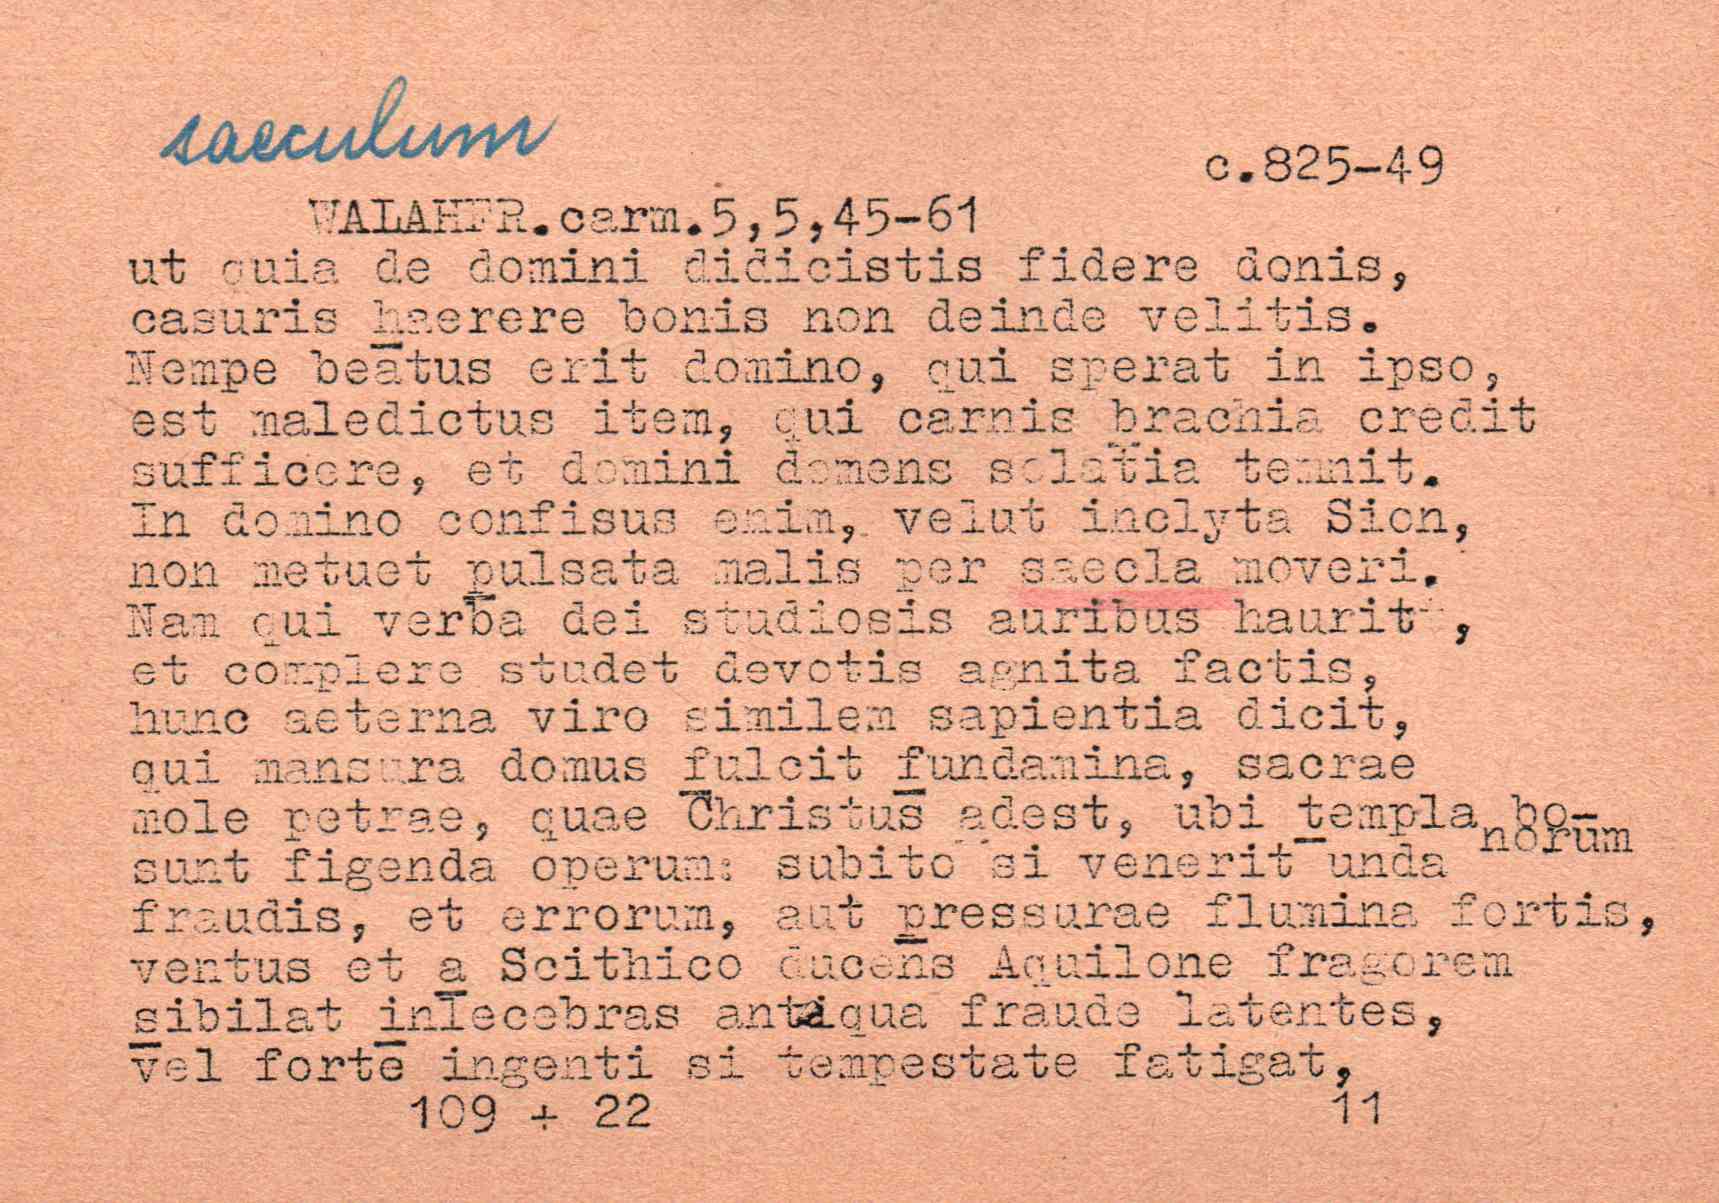 saeculum
c.825-49
WALAHFR.carm.5,5,45-61
ut quia de domini didicistis fidere donis,
casuris haerere bonis non deinde velitis.
Nempe beatus erit domino, qui sperat in ipso,
est maledictus item, qui carnis brachia credit
sufficere, et domini demens solatia temnit.
In domino confisus enim, velut inclyta Sion,
non metuet pulsata malis per saecla moveri.
Nam qui verba dei studiosis auribus haurit ,
et complere studet devotis agnita factis,
hunc aeterna viro similem sapientia dicit,
qui mansura domus fulcit fundamina, sacrae
mole petrae, quae Christus adest, ubi templa bo-
norum
sunt figenda operum: subito si venerit unda
fraudis, et errorum, aut pressurae flumina fortis,
ventus et a Scithico ducens Aquilone fragorem
sibilat inlecebras antiqua fraude latentes,
vel forte ingenti si tempestate fatigat,
109 + 22 11